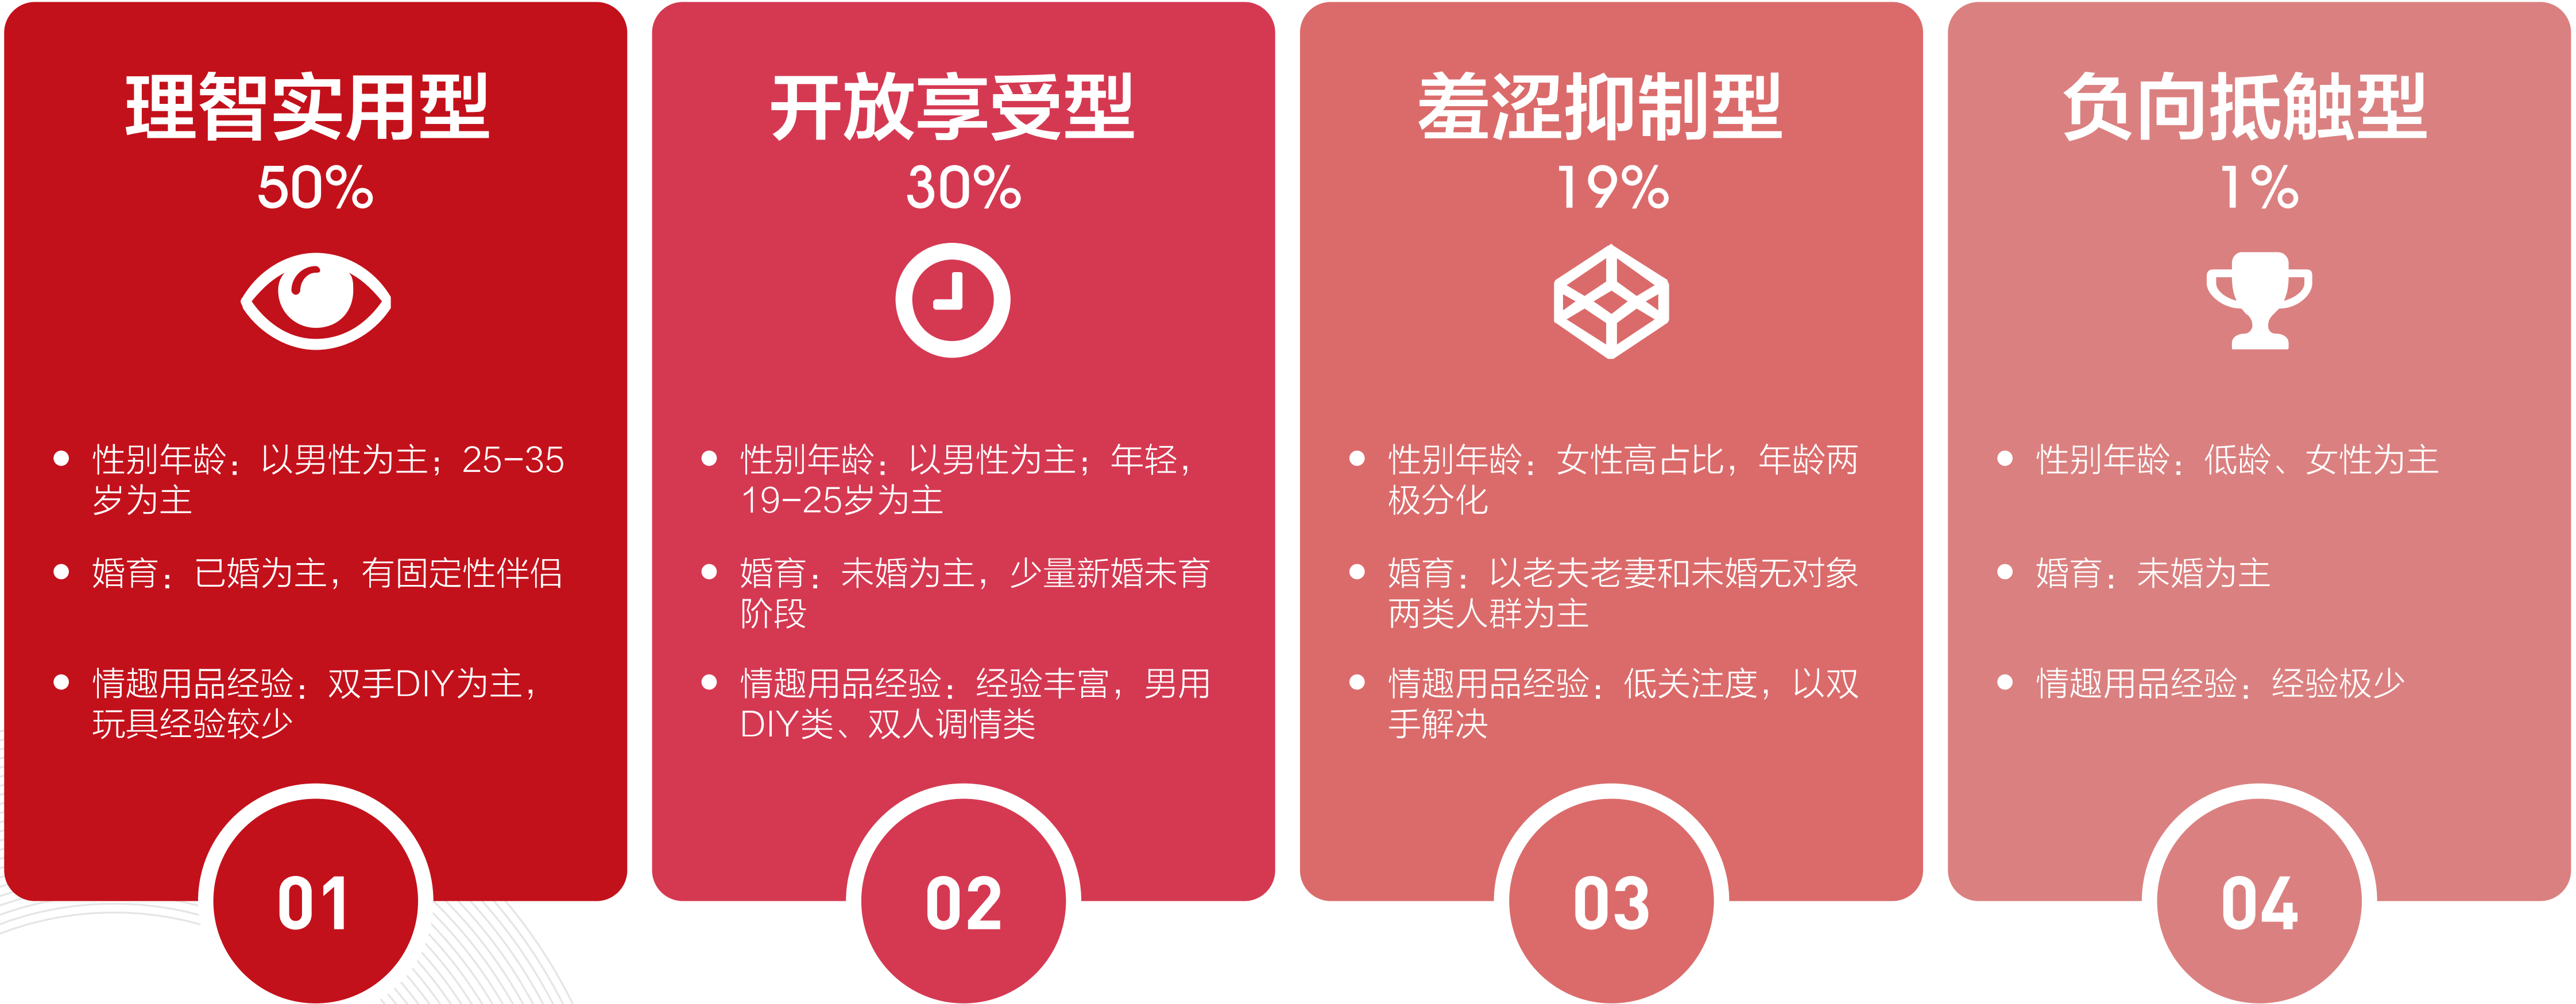 理智实用型
50%
性别年龄：以男性为主；25-35
岁为主
婚育：已婚为主，有固定性伴侣
情趣用品经验：双手DIY为主，
玩具经验较少
01
开放享受型
30%
性别年龄：以男性为主；年轻，
19-25岁为主
婚育：未婚为主，少量新婚未育
阶段
情趣用品经验：经验丰富，男用
DIY类、双人调情类
02
羞涩抑制型
19%
性别年龄：女性高占比，年龄两
极分化
婚育：以老夫老妻和未婚无对象
两类人群为主
情趣用品经验：低关注度，以双
手解决
03
负向抵触型
1%
性别年龄：低龄、女性为主
婚育：未婚为主
情趣用品经验：经验极少
04